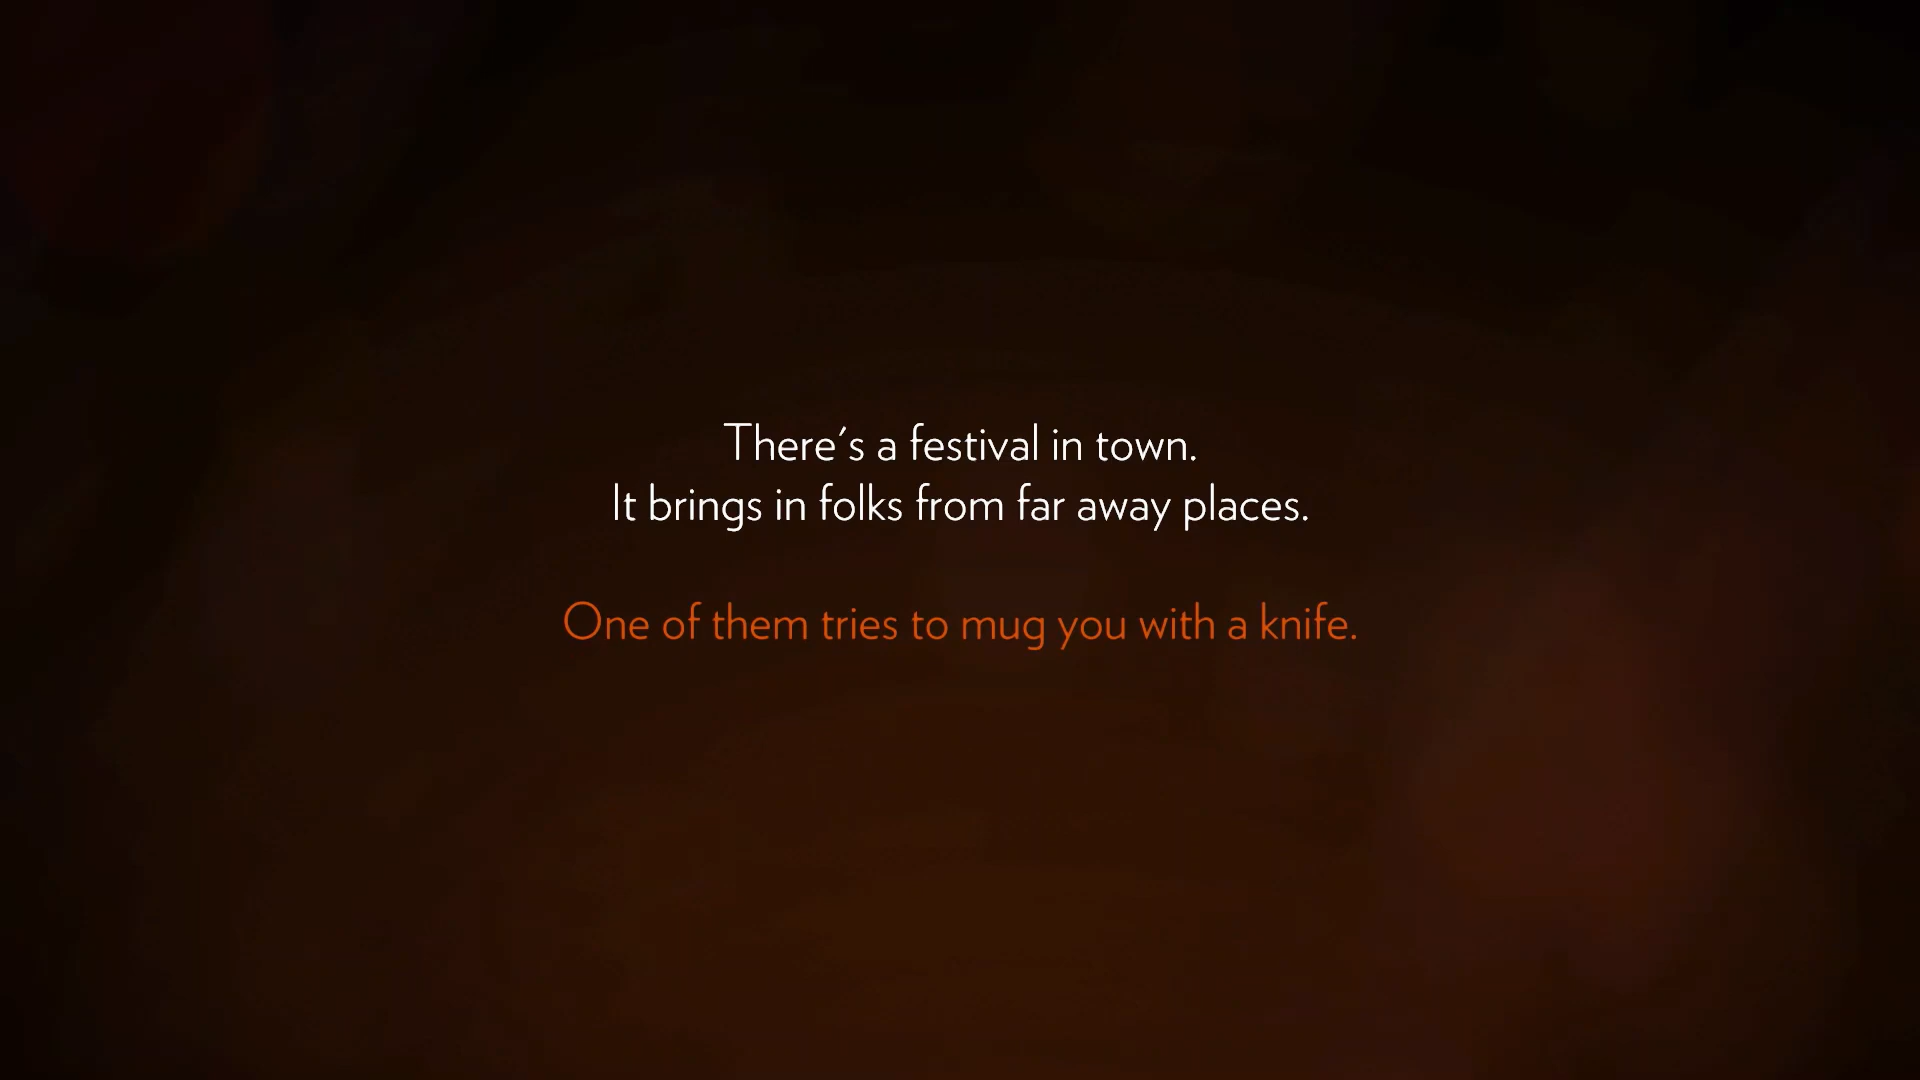 There's a festival in town.
It brings in folks from far away places.
One of them tries to mug you with a knife.